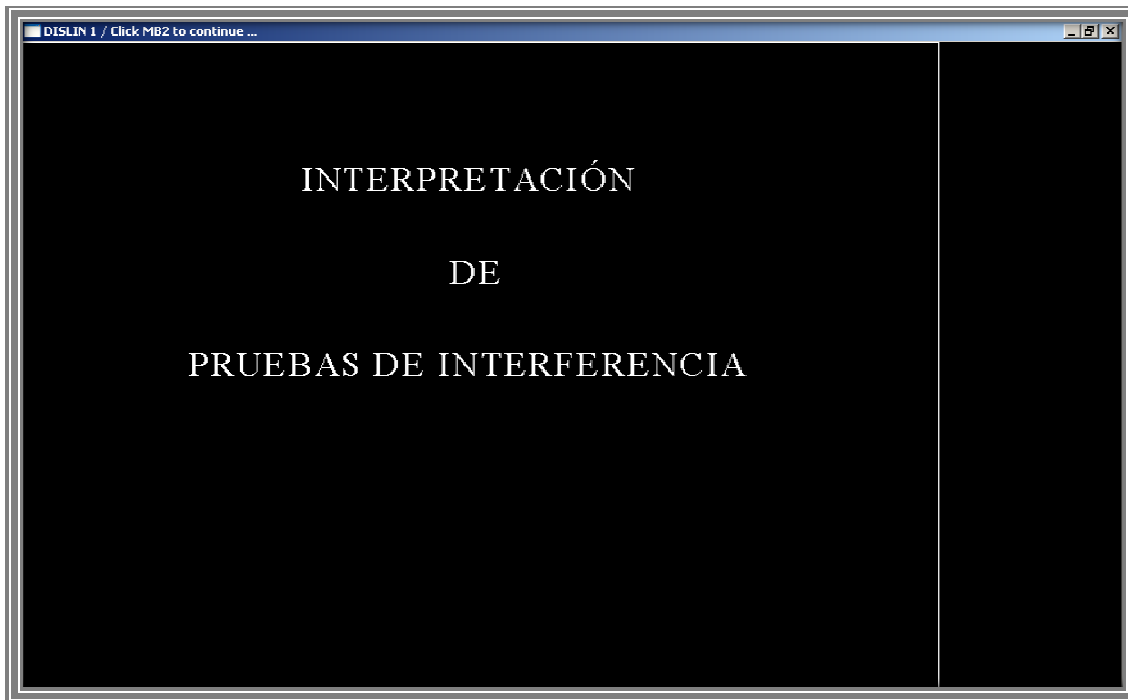 DISLIN 1 / Click MB2 to continue ...
INTERPRETACIÓN
DE
PRUEBAS DE INTERFERENCIA